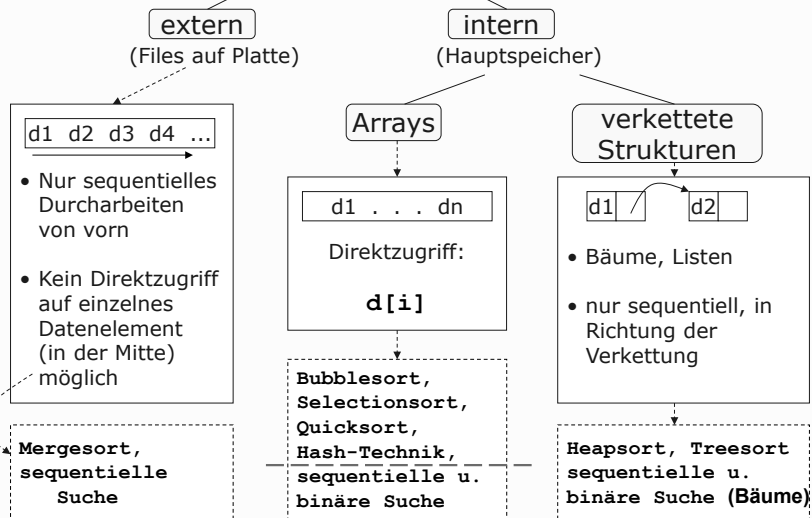 extern
(Files auf Platte)
intern
(Hauptspeicher)
d1 d2 d3 d4 ...
• Nur sequentielles
Durcharbeiten
von vorn
• Kein Direktzugriff
auf einzelnes
Datenelement
(in der Mitte)
möglich
Mergesort,
sequentielle
Suche
Arrays
d1 . . . dn
Direktzugriff:
d[i]
Bubblesort,
Selectionsort,
Quicksort,
Hash-Technik,
sequentielle u.
binäre Suche
verkettete
Strukturen
d1
d2
• Bäume, Listen
• nur sequentiell, in
Richtung der
Verkettung
Heapsort, Treesort
sequentielle u.
binäre Suche (Bäume)